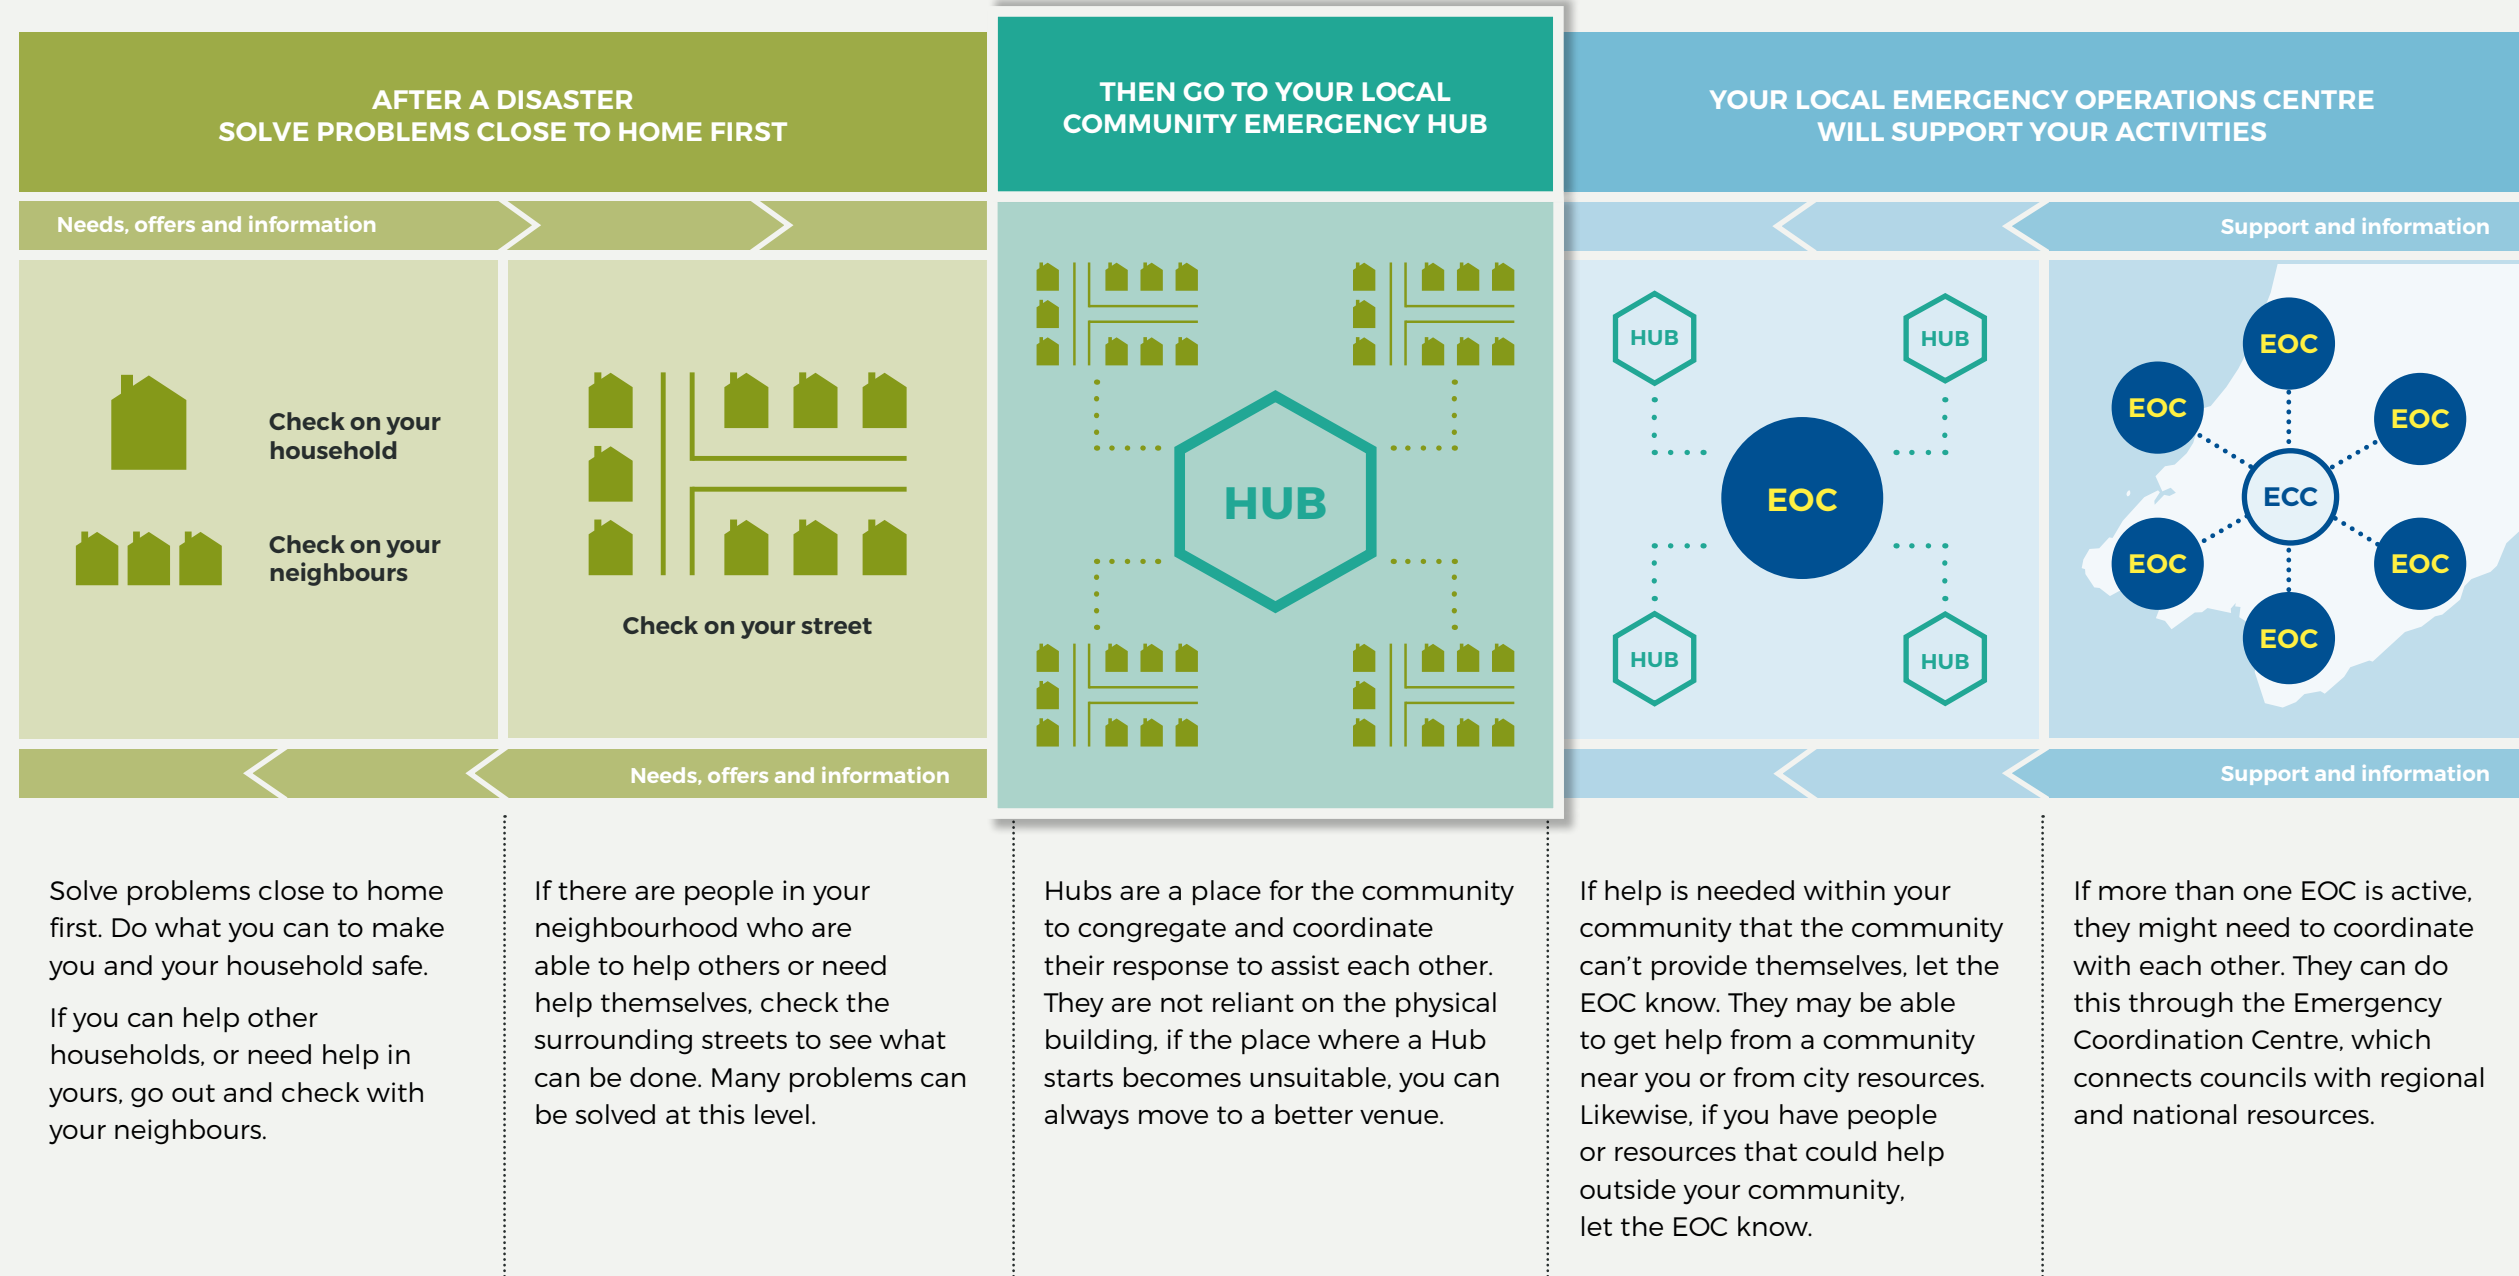 AFTER A DISASTER
SOLVE PROBLEMS CLOSE TO HOME FIRST
THEN GO TO YOUR LOCAL
COMMUNITY EMERGENCY HUB
YOUR LOCAL EMERGENCY OPERATIONS CENTRE
WILL SUPPORT YOUR ACTIVITIES
Needs, offers and information
Support and information
Check on your
household
Check on your
neighbours
Check on your street
HUB
HUB
HUB
EOC
HUB
HUB
EOC
EOC
EOC
ECC
EOC
EOC
EOC
Needs, offers and information
Support and information
Solve problems close to home
first. Do what you can to make
you and your household safe.
If you can help other
households, or need help in
yours, go out and check with
your neighbours.
If there are people in your
neighbourhood who are
able to help others or need
help themselves, check the
surrounding streets to see what
can be done. Many problems can
be solved at this level.
Hubs are a place for the community
to congregate and coordinate
their response to assist each other.
They are not reliant on the physical
building, if the place where a Hub
starts becomes unsuitable, you can
always move to a better venue.
If help is needed within your
community that the community
can’t provide themselves, let the
EOC know. They may be able
to get help from a community
near you or from city resources.
Likewise, if you have people
or resources that could help
outside your community,
let the EOC know.
If more than one EOC is active,
they might need to coordinate
with each other. They can do
this through the Emergency
Coordination Centre, which
connects councils with regional
and national resources.